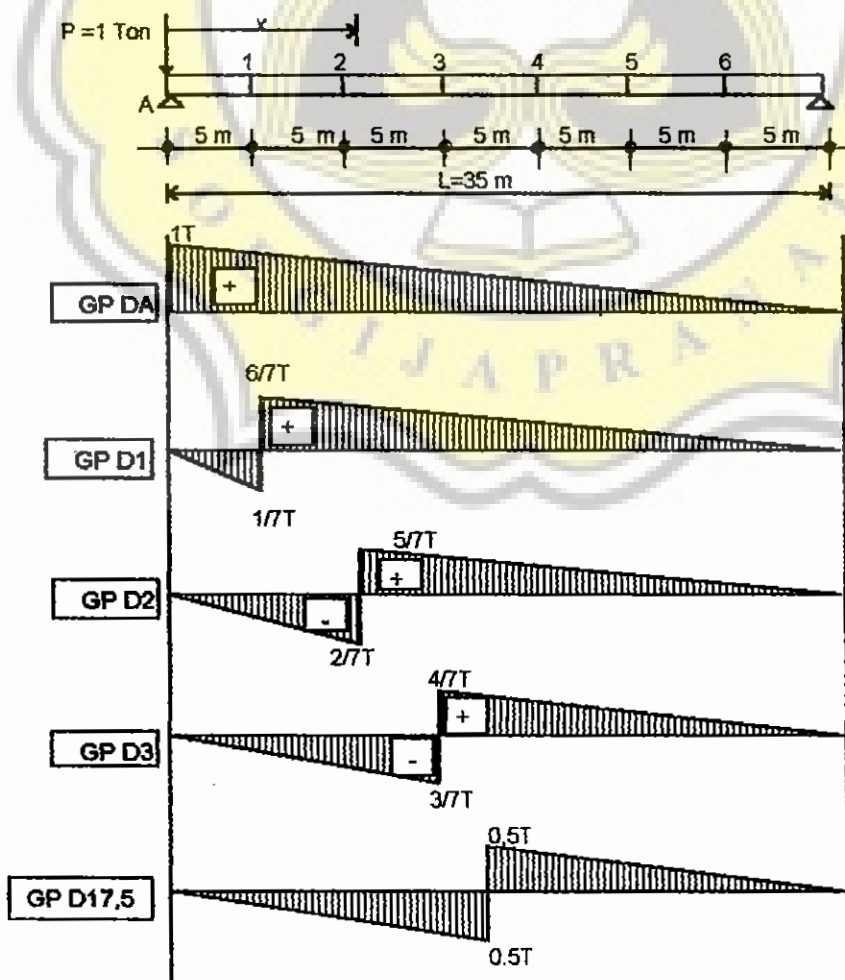 x
P =1 Ton
1 2 3 4 5 6
A
5 m 5 m 5 m 5 m 5 m 5 m 5 m
L=35 m
1T
+
GP DA
GIJAPRANATA
6/7T
+
GP D1
1/7T
5/7T
+
GP D2
-
2/7T
4/7T
+
GP D3
-
3/7T
0,5T
GP D17,5
0.5T